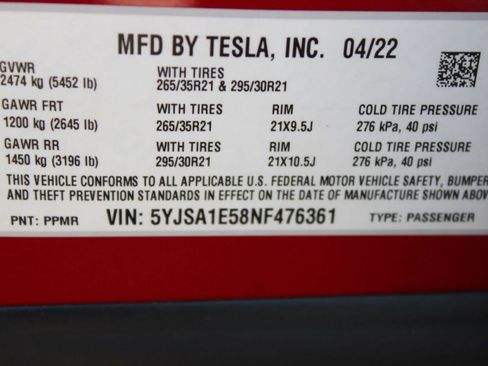 MFD BY TESLA, INC. 04/22
GVWR WITH TIRES
2474 kg (5452 lb) 265/35R21 & 295/30R21
GAWR FRT WITH TIRES RIM COLD TIRE PRESSURE
1200 kg (2645 lb) 265/35R21 21X9.5J 276 kPa, 40 psi
GAWR RR WITH TIRES RIM COLD TIRE PRESSURE
1450 kg (3196 lb) 295/30R21 21X10.5J 276 kPa, 40 psi
THIS VEHICLE CONFORMS TO ALL APPLICABLE U.S. FEDERAL MOTOR VEHICLE SAFETY, BUMPER
AND THEFT PREVENTION STANDARDS IN EFFECT ON THE DATE OF MANUFACTURE SHOWN ABOV
PNT: PPMR VIN: 5YJSA1E58NF476361 TYPE: PASSENGER